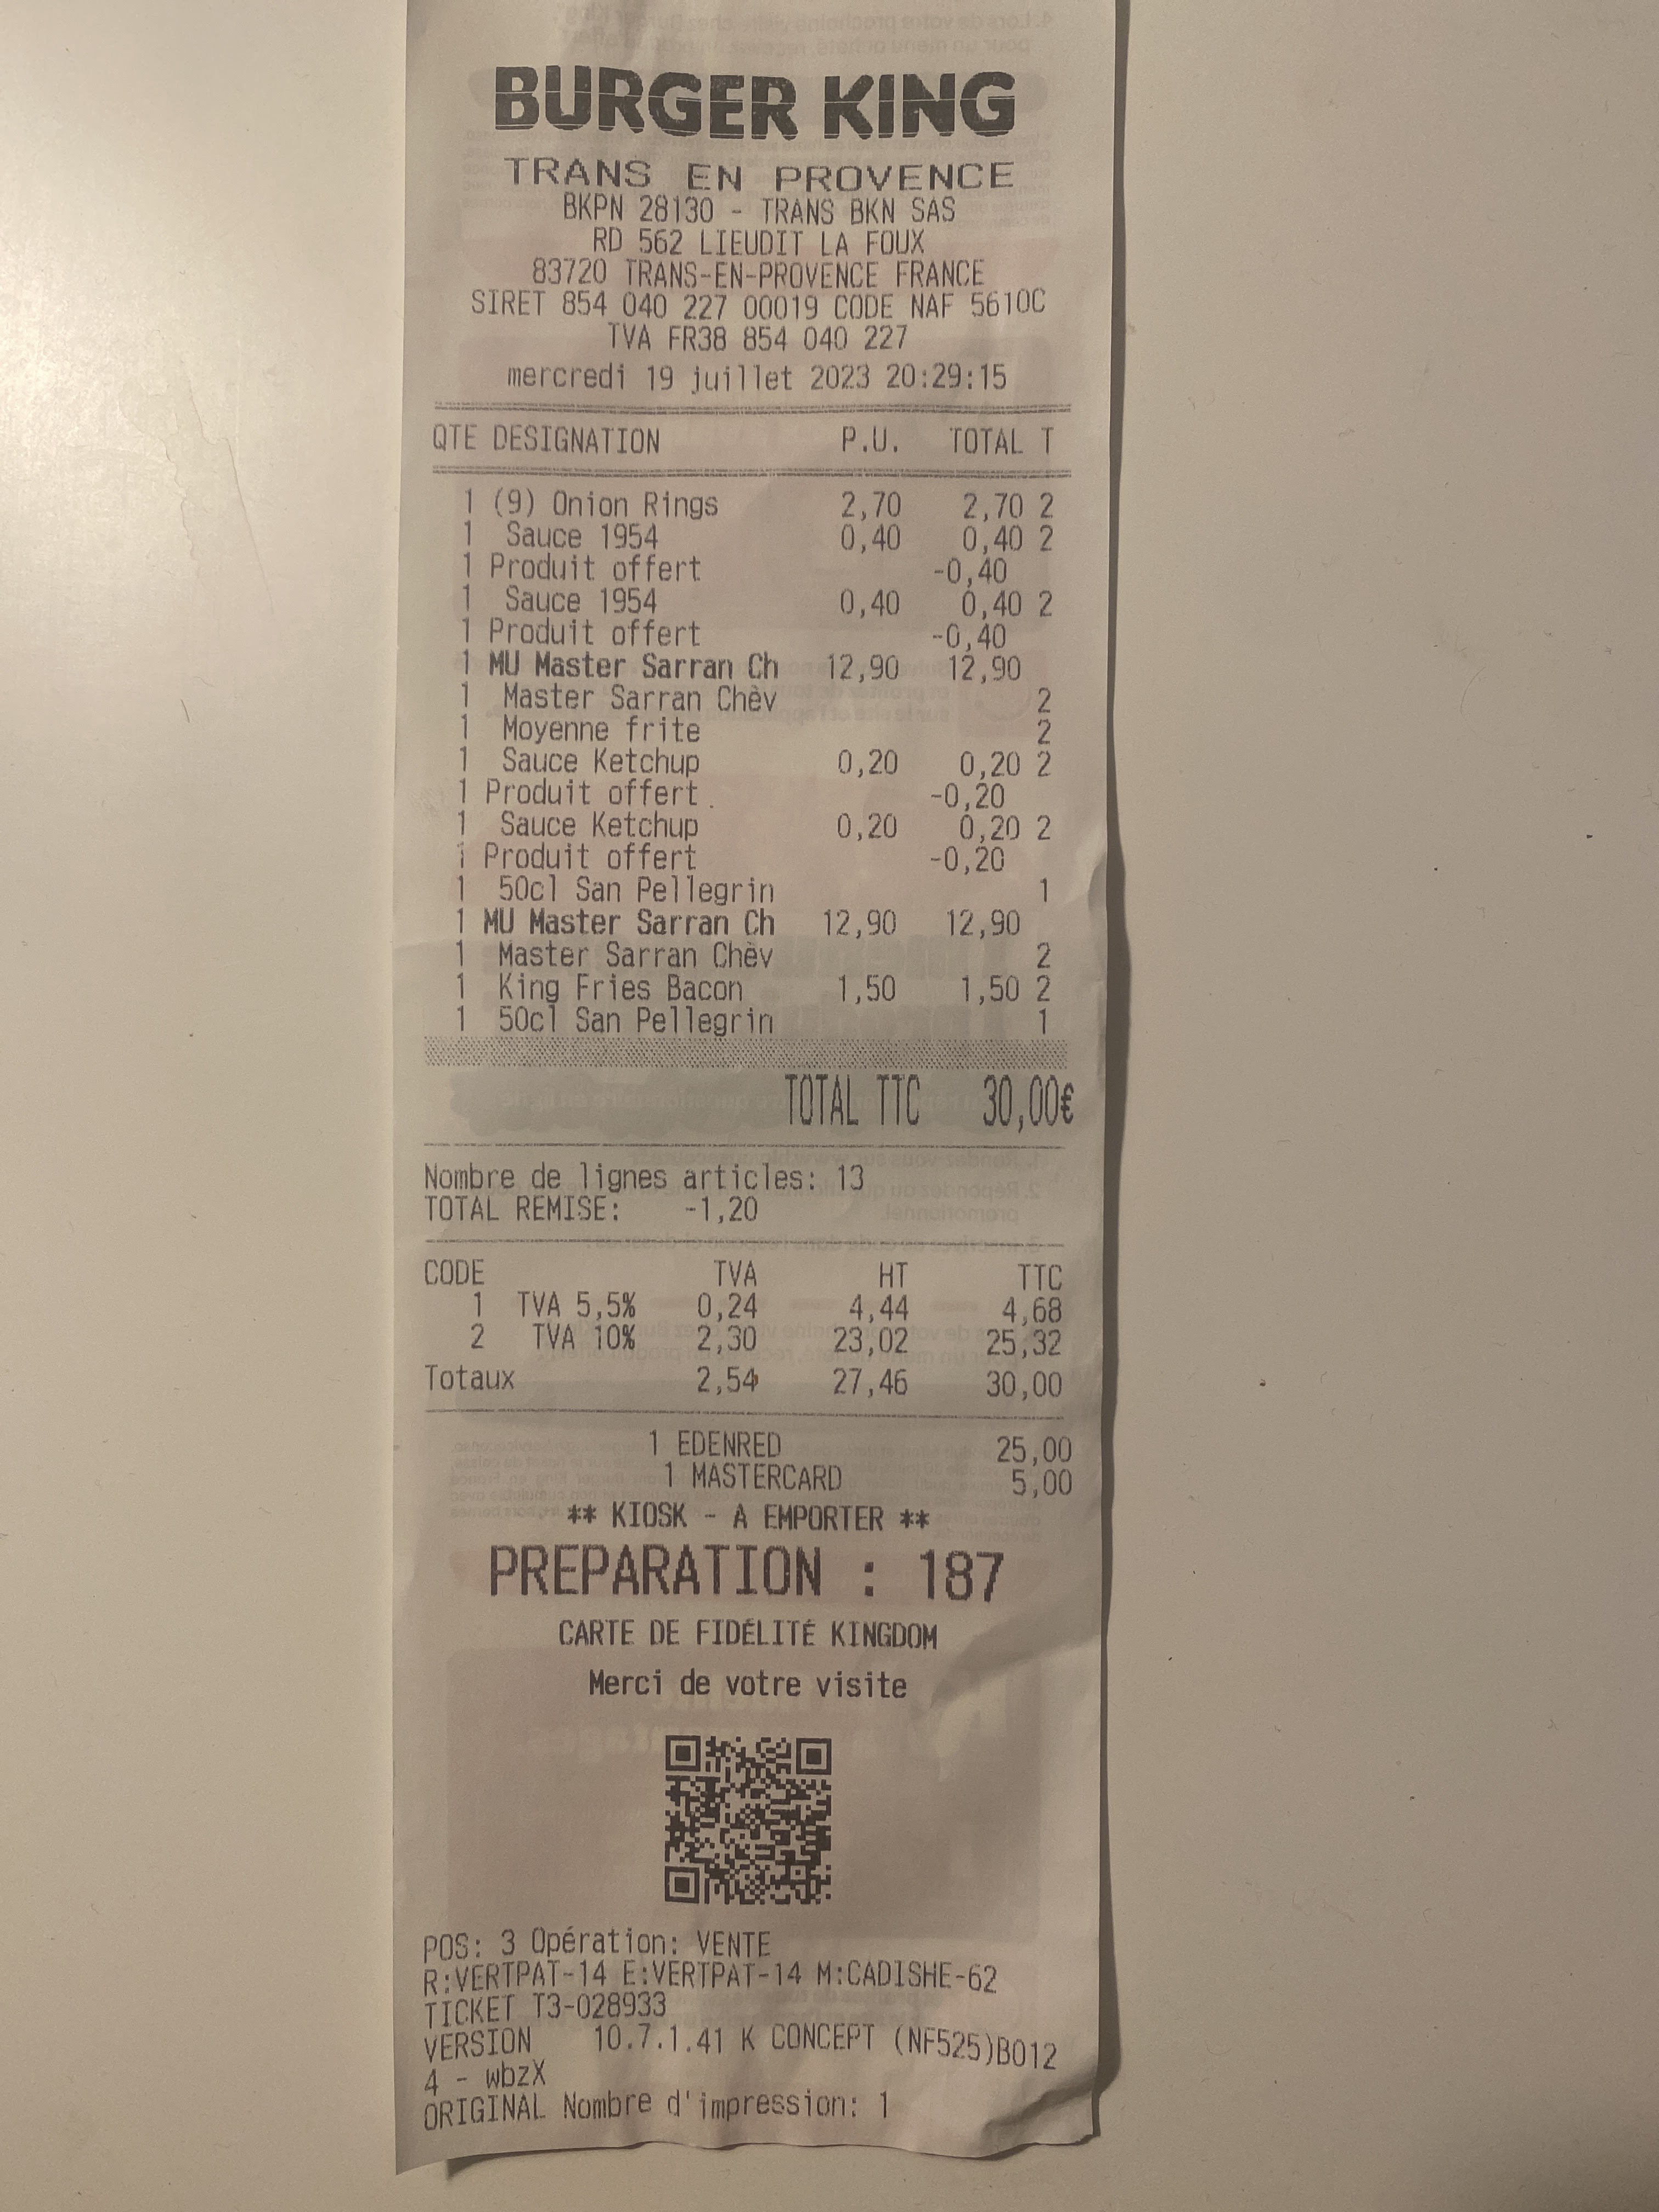 BURGER KING
TRANS EN PROVENCE
BKPN 28130 - TRANS BKN SAS
RD 562 LIEUDIT LA FOUX
83720 TRANS-EN-PROVENCE FRANCE
SIRET 854 040 227 00019 CODE NAF 5610C
TVA FR38 854 040 227
mercredi 19 juillet 2023 20:29:15
QTE DESIGNATION P.U. TOTAL T
1 (9) Onion Rings 2,70 2,70 2
1 Sauce 1954 0,40 0,40 2
1 Produit offert -0,40
1 Sauce 1954 0,40 0,40 2
1 Produit offert -0,40
1 MU Master Sarran Ch 12,90 12,90
1 Master Sarran Chèv 2
1 Moyenne frite 2
1 Sauce Ketchup 0,20 0,20 2
1 Produit offert -0,20
1 Sauce Ketchup 0,20 0,20 2
1 Produit offert -0,20
1 50cl San Pellegrin 1
1 MU Master Sarran Ch 12,90 12,90
1 Master Sarran Chèv 2
1 King Fries Bacon 1,50 1,50 2
1 50cl San Pellegrin 1
TOTAL TTC 30,00€
Nombre de lignes articles: 13
TOTAL REMISE: -1,20
CODE TVA HT TTC
1 TVA 5,5% 0,24 4,44 4,68
2 TVA 10% 2,30 23,02 25,32
Totaux 2,54 27,46 30,00
1 EDENRED 25,00
1 MASTERCARD 5,00
** KIOSK - A EMPORTER **
PREPARATION : 187
CARTE DE FIDÉLITÉ KINGDOM
Merci de votre visite
POS: 3 Opération: VENTE
R:VERTPAT-14 E:VERTPAT-14 M:CADISHE-62
TICKET T3-028933
VERSION 10.7.1.41 K CONCEPT (NF525)B012
4 - wbzX
ORIGINAL Nombre d'impression: 1